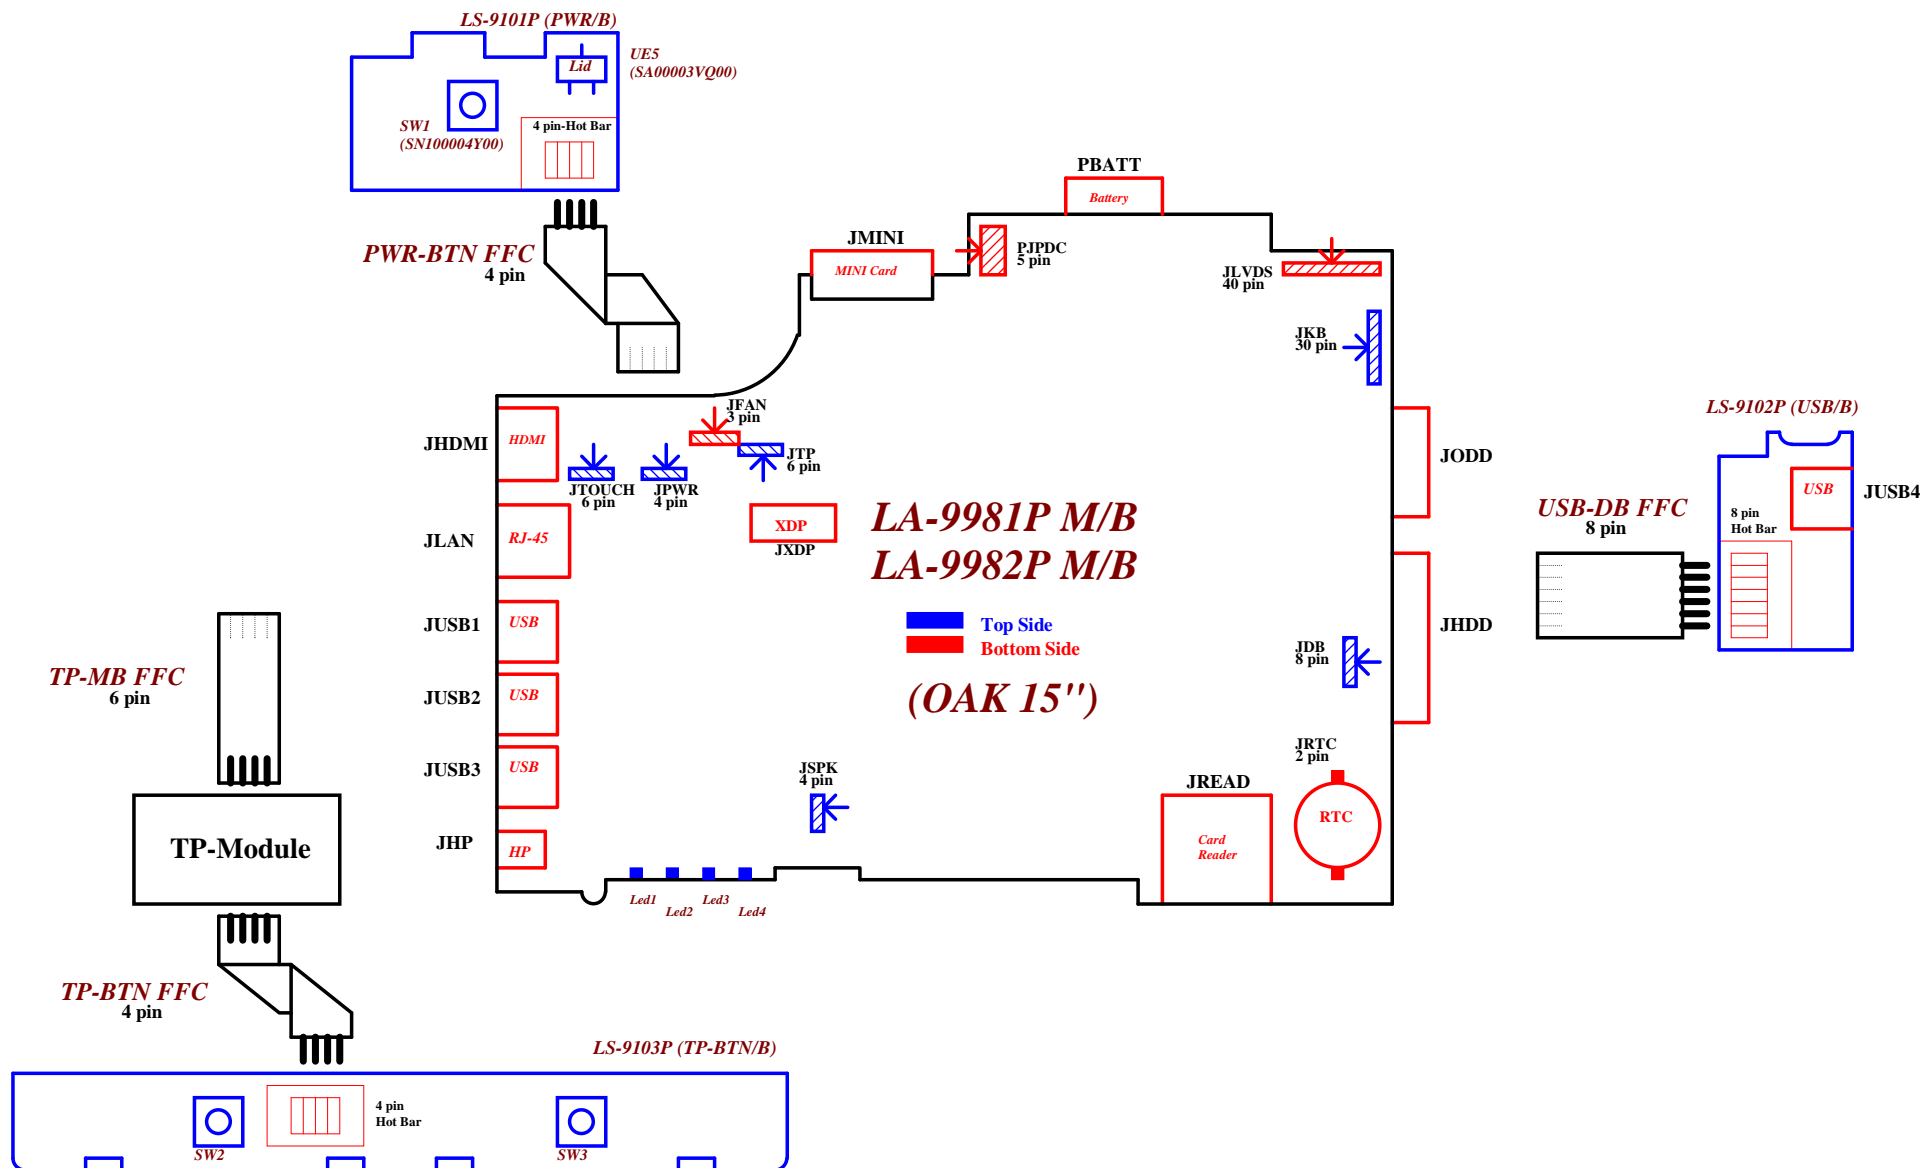 LS-9101P (PWR/B)
Lid
UE5
(SA00003VQ00)
SW1
(SN100004Y00)
4 pin-Hot Bar
PWR-BTN FFC
4 pin
PBATT
Battery
JMINI
MINI Card
PJPDC
5 pin
JLVDS
40 pin
JKB
30 pin
JFAN
3 pin
JHDMI
HDMI
JTP
6 pin
JTOUCH
6 pin
JPWR
4 pin
JODD
LS-9102P (USB/B)
USB
JUSB4
USB-DB FFC
8 pin
8 pin
Hot Bar
JLAN
RJ-45
XDP
JXDP
LA-9981P M/B
LA-9982P M/B
Top Side
Bottom Side
(OAK 15")
JUSB1
USB
JHDD
JDB
8 pin
TP-MB FFC
6 pin
JUSB2
USB
JUSB3
USB
JSPK
4 pin
JRTC
2 pin
JREAD
RTC
Card
Reader
TP-Module
JHP
HP
Led1
Led2
Led3
Led4
TP-BTN FFC
4 pin
LS-9103P (TP-BTN/B)
4 pin
Hot Bar
SW2
SW3